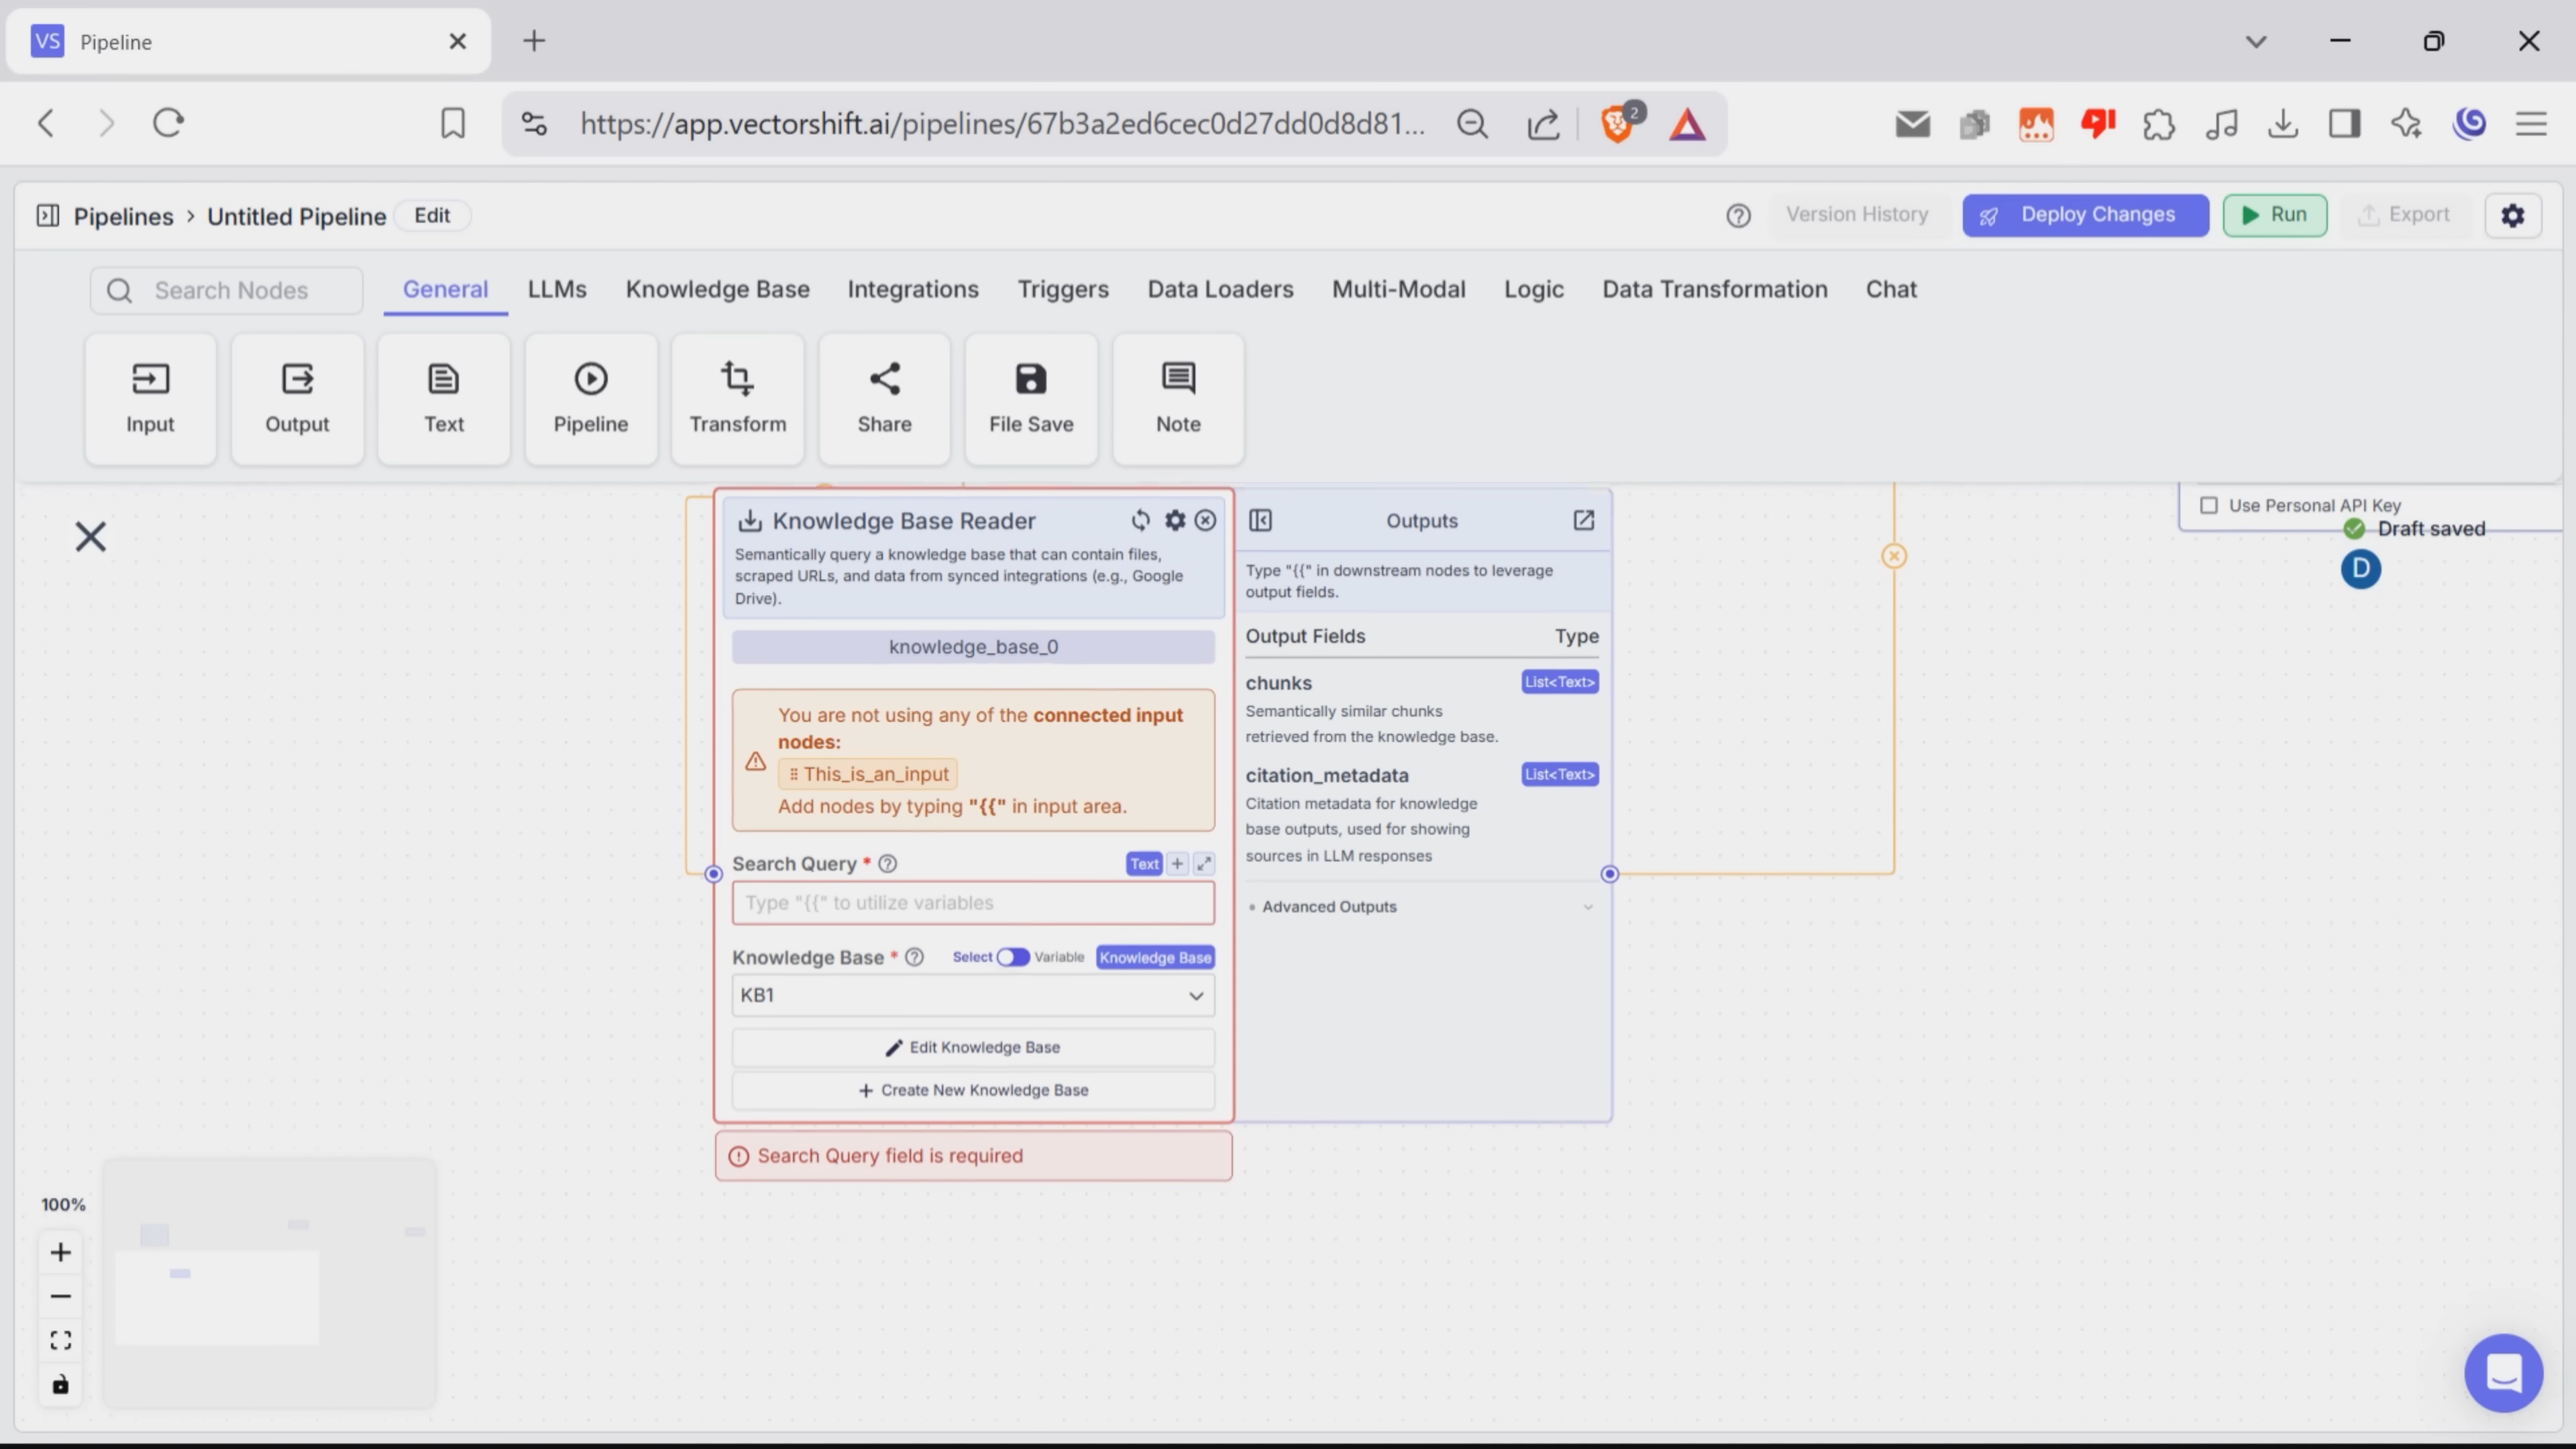 VS Pipeline
https://app.vectorshift.ai/pipelines/67b3a2ed6cec0d27dd0d8d81...
2
Pipelines > Untitled Pipeline Edit
Version History
Deploy Changes
Run
Export
Search Nodes
General
LLMs
Knowledge Base
Integrations
Triggers
Data Loaders
Multi-Modal
Logic
Data Transformation
Chat
Input
Output
Text
Pipeline
Transform
Share
File Save
Note
Knowledge Base Reader
Semantically query a knowledge base that can contain files,
scraped URLs, and data from synced integrations (e.g., Google
Drive).
knowledge_base_0
You are not using any of the connected input
nodes:
This_is_an_input
Add nodes by typing "{{" in input area.
Search Query *
Text
Type "{{" to utilize variables
Knowledge Base *
Select
Variable
Knowledge Base
KB1
Edit Knowledge Base
+ Create New Knowledge Base
Search Query field is required
Outputs
Type "{{" in downstream nodes to leverage
output fields.
Output Fields Type
chunks List<Text>
Semantically similar chunks
retrieved from the knowledge base.
citation_metadata List<Text>
Citation metadata for knowledge
base outputs, used for showing
sources in LLM responses
Advanced Outputs
Use Personal API Key
Draft saved
D
100%